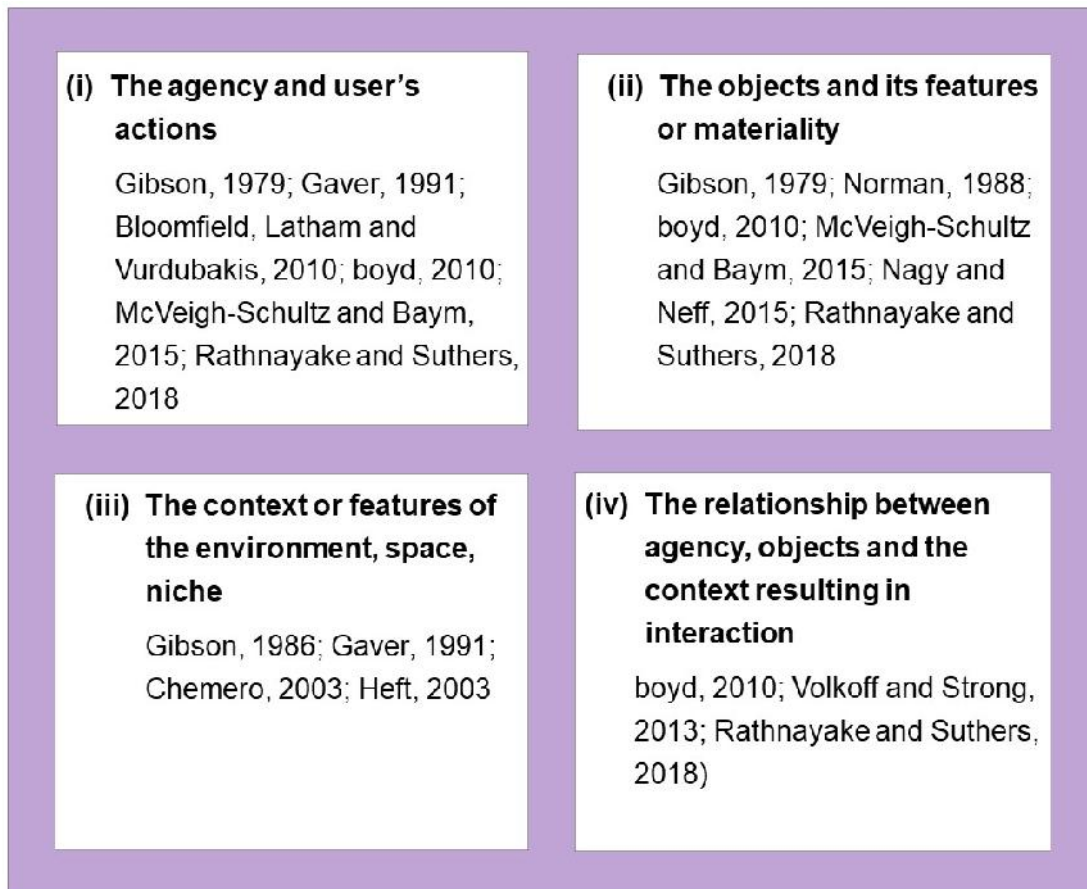 (i) The agency and user's
actions
Gibson, 1979; Gaver, 1991;
Bloomfield, Latham and
Vurdubakis, 2010; boyd, 2010;
McVeigh-Schultz and Baym,
2015; Rathnayake and Suthers,
2018
(ii) The objects and its features
or materiality
Gibson, 1979; Norman, 1988;
boyd, 2010; McVeigh-Schultz
and Baym, 2015; Nagy and
Neff, 2015; Rathnayake and
Suthers, 2018
(iii) The context or features of
the environment, space,
niche
Gibson, 1986; Gaver, 1991;
Chemero, 2003; Heft, 2003
(iv) The relationship between
agency, objects and the
context resulting in
interaction
boyd, 2010; Volkoff and Strong,
2013; Rathnayake and Suthers,
2018)